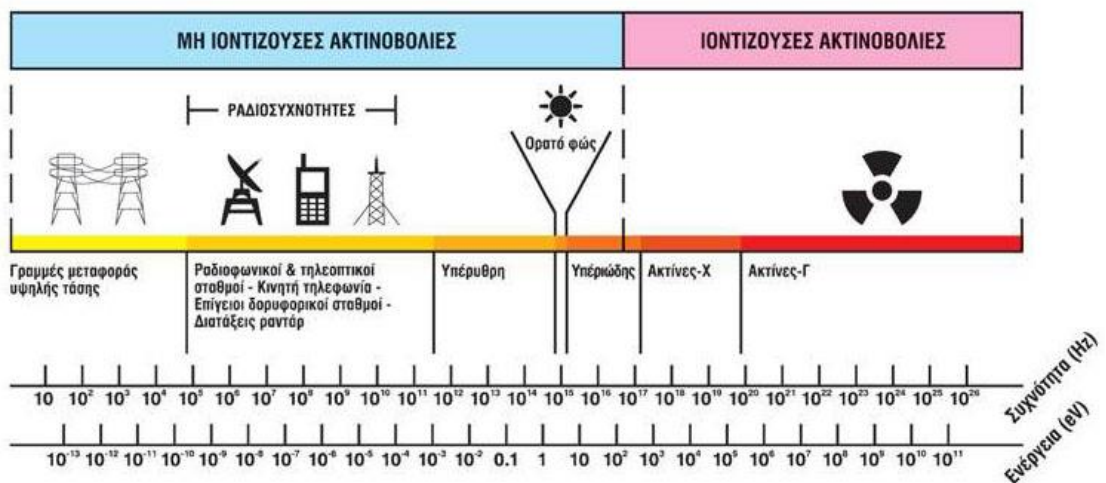 ΜΗ ΙΟΝΤΙΖΟΥΣΕΣ ΑΚΤΙΝΟΒΟΛΙΕΣ
ΙΟΝΤΙΖΟΥΣΕΣ ΑΚΤΙΝΟΒΟΛΙΕΣ
ΡΑΔΙΟΣΥΧΝΟΤΗΤΕΣ
Ορατό φώς
Γραμμές μεταφοράς
υψηλής τάσης
Ραδιοφωνικοί & τηλεοπτικοί
σταθμοί - Κινητή τηλεφωνία -
Επίγειοι δορυφορικοί σταθμοί -
Διατάξεις ραντάρ
Υπέρυθρη
Υπέριώδης
Ακτίνες-Χ
Ακτίνες-Γ
10 10² 10³ 10⁴ 10⁵ 10⁶ 10⁷ 10⁸ 10⁹ 10¹⁰ 10¹¹ 10¹² 10¹³ 10¹⁴ 10¹⁵ 10¹⁶ 10¹⁷ 10¹⁸ 10¹⁹ 10²⁰ 10²¹ 10²² 10²³ 10²⁴ 10²⁵ 10²⁶
Συχνότητα (Hz)
10⁻¹³ 10⁻¹² 10⁻¹¹ 10⁻¹⁰ 10⁻⁹ 10⁻⁸ 10⁻⁷ 10⁻⁶ 10⁻⁵ 10⁻⁴ 10⁻³ 10⁻² 0.1 1 10 10² 10³ 10⁴ 10⁵ 10⁶ 10⁷ 10⁸ 10⁹ 10¹⁰ 10¹¹
Ενέργεια (eV)